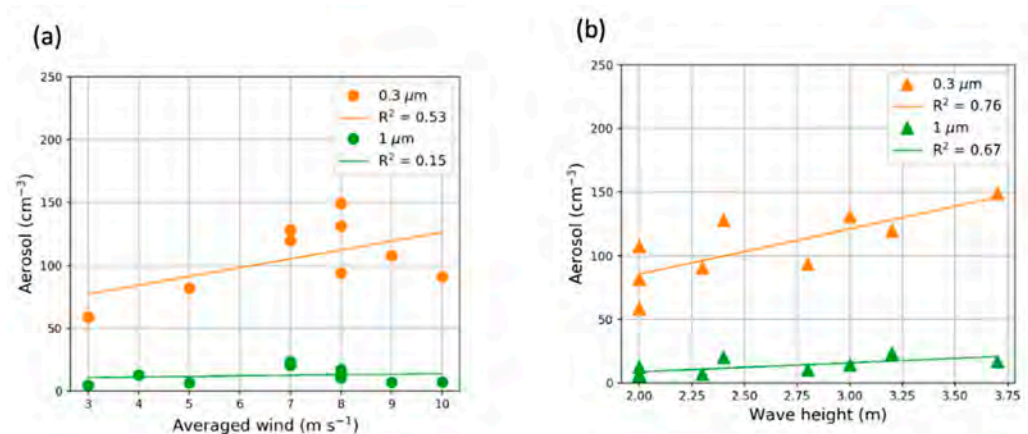 (a)
250
200
150
100
50
0
Aerosol (cm⁻³)
0.3 μm
R² = 0.53
1 μm
R² = 0.15
3 4 5 6 7 8 9 10
Averaged wind (m s⁻¹)
(b)
250
200
150
100
50
0
Aerosol (cm⁻³)
0.3 μm
R² = 0.76
1 μm
R² = 0.67
2.00 2.25 2.50 2.75 3.00 3.25 3.50 3.75
Wave height (m)